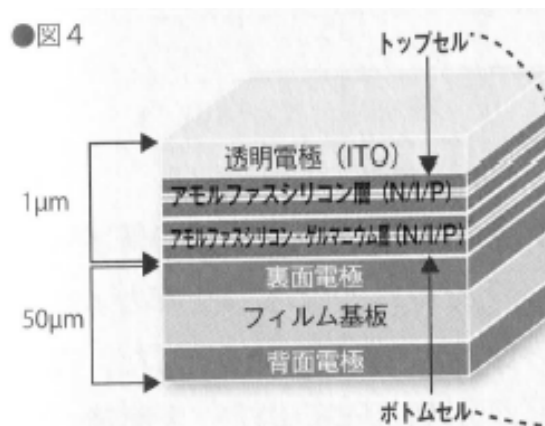 ●図4
トップセル
透明電極（ITO）
アモルファスシリコン層（N/I/P）
1μm
アモルファスシリコン・ゲルマニウム層（N/I/P）
裏面電極
50μm
フィルム基板
背面電極
ボトムセル